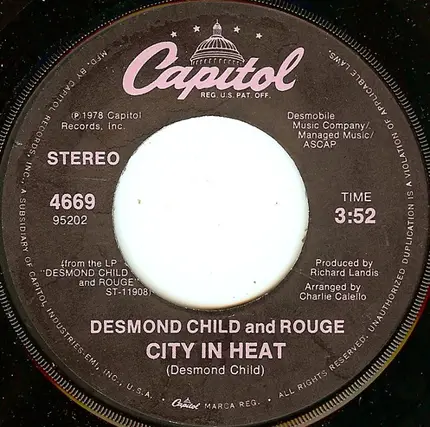 Capitol
REG. U.S. PAT. OFF.
℗ 1978 Capitol
Records, Inc.
Desmobile
Music Company/
Managed Music/
ASCAP
STEREO
4669
95202
TIME
3:52
(from the LP
"DESMOND CHILD
and ROUGE"
ST-11908)
Produced by
Richard Landis
Arranged by
Charlie Calello
DESMOND CHILD and ROUGE
CITY IN HEAT
(Desmond Child)
MFD. BY CAPITOL RECORDS, INC., A SUBSIDIARY OF CAPITOL INDUSTRIES-EMI, INC., U.S.A. • Capitol MARCA REG. • ALL RIGHTS RESERVED. UNAUTHORIZED DUPLICATION IS A VIOLATION OF APPLICABLE LAWS.